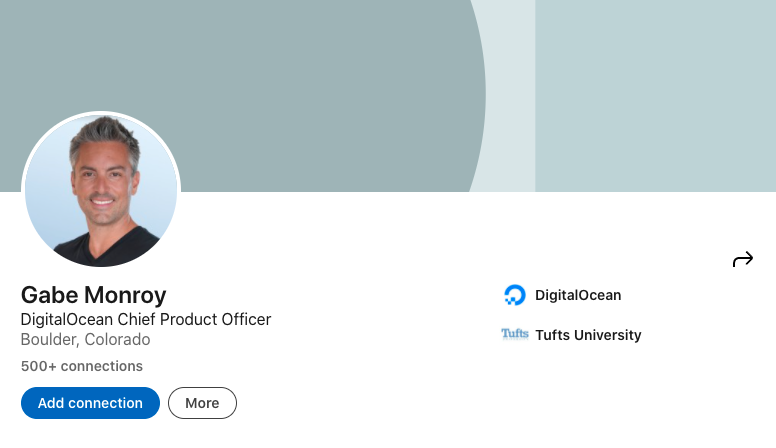 Gabe Monroy
DigitalOcean Chief Product Officer
Boulder, Colorado
500+ connections
Add connection
More
DigitalOcean
Tufts
Tufts University